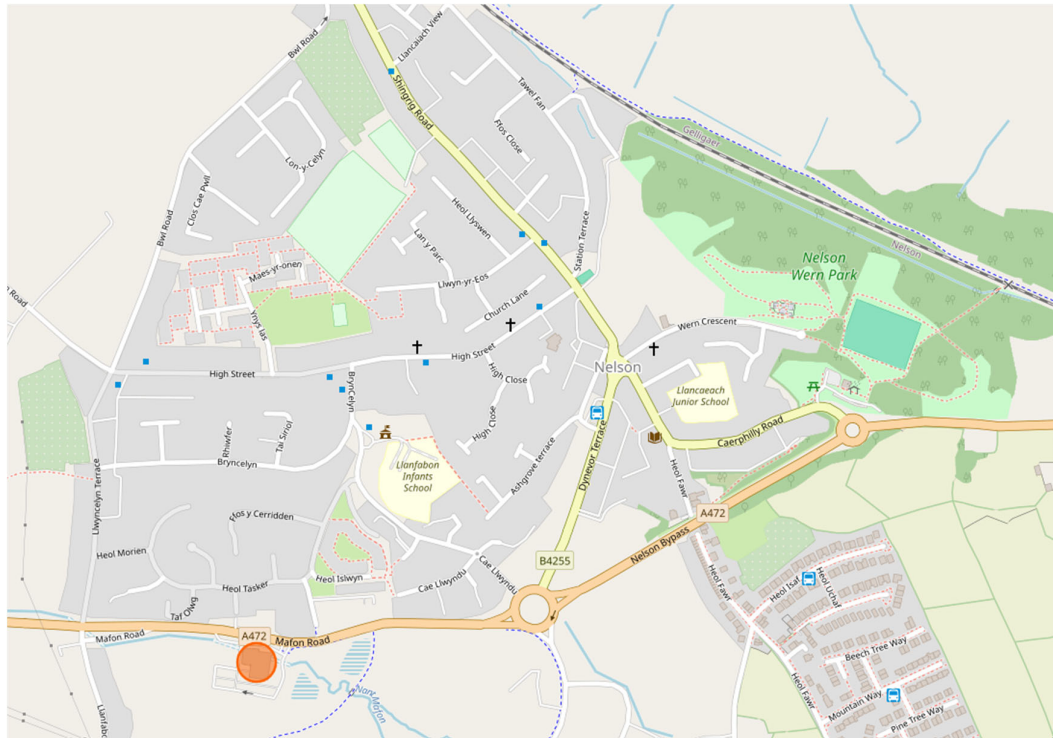 Bwl Road
Llancaiach View
Shingrig Road
Tawel Fan
Ffos Close
Lon-y-Celyn
Clos Cae Pwll
Bwl Road
Gelligaer
Heol Llyswen
Lan y Parc
Station Terrace
Nelson
Maes-yr-onen
Llwyn-yr-Eos
Nelson
Wern Park
n Road
Church Lane
Ynys las
Wern Crescent
High Street
High Street
High Close
Nelson
Bryncelyn
Llancaeach
Junior School
Rhiwfer
Tai Siriol
High Close
Caerphilly Road
Bryncelyn
Llanfabon
Infants
School
Ashgrove terrace
Dynevor Terrace
Heol Fawr
Llwyncelyn Terrace
A472
Ffos y Cerridden
Nelson Bypass
Heol Morien
B4255
Heol Islwyn
Cae Llwyndu
Cae Llwyndu
Heol Tasker
Heol Fawr
Heol Isaf
Heol Uchaf
Taf Olwg
Mafon Road
A472
Mafon Road
Beech Tree Way
Nant Mafon
Mountain Way
Llanfabo
Pine Tree Way